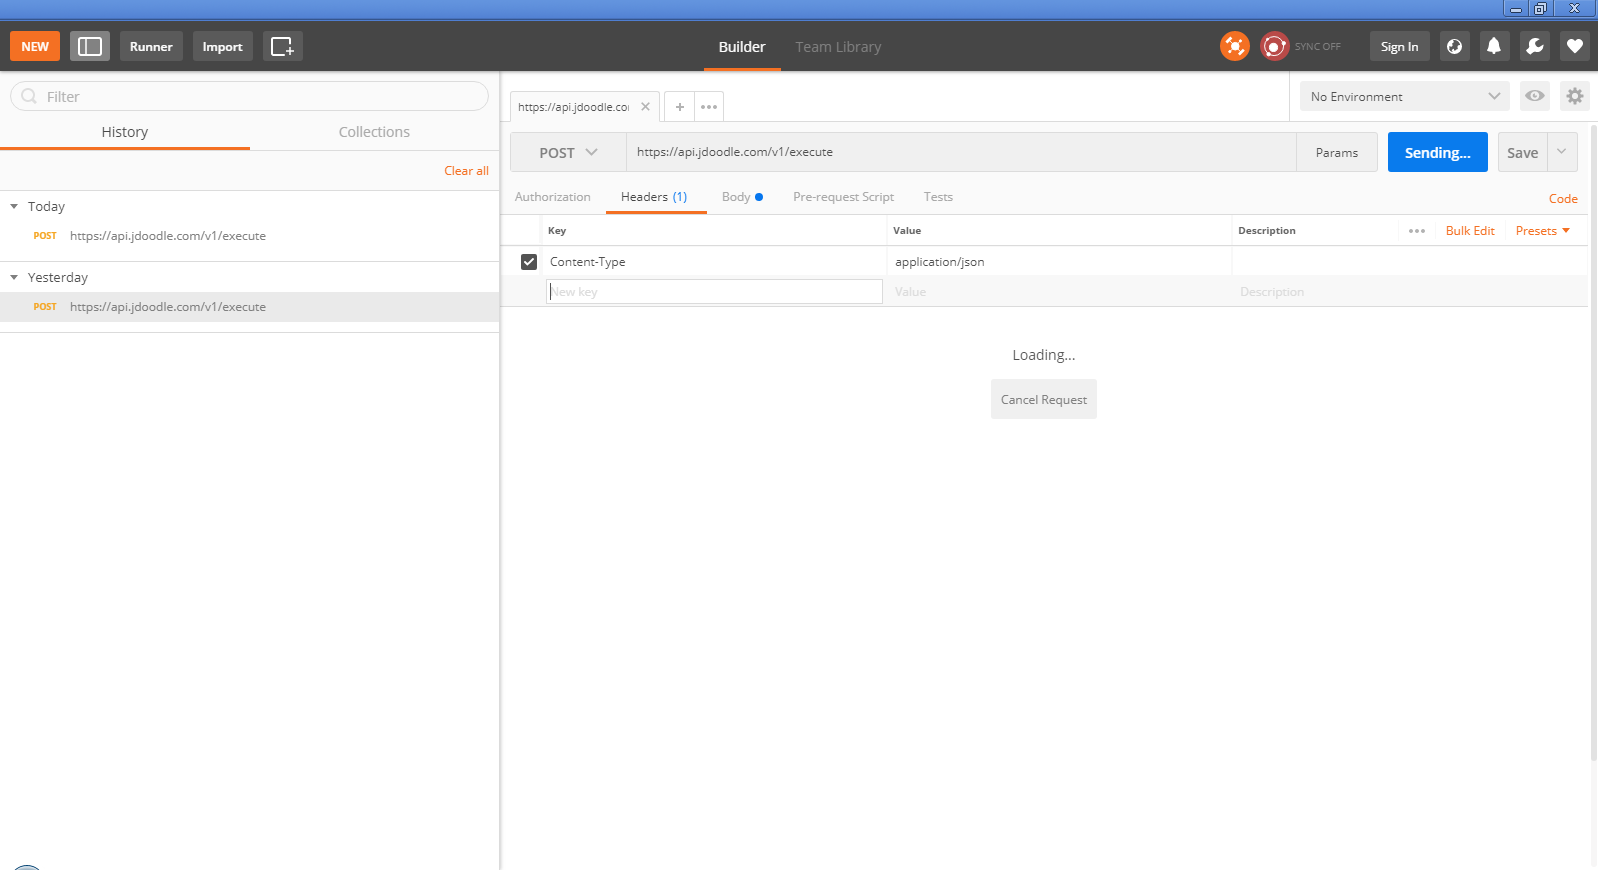 NEW Runner Import Builder Team Library SYNC OFF Sign In
Filter
History Collections
Clear all
Today
POST https://api.jdoodle.com/v1/execute
Yesterday
POST https://api.jdoodle.com/v1/execute
https://api.jdoodle.co
No Environment
POST https://api.jdoodle.com/v1/execute Params Sending... Save
Authorization Headers (1) Body Pre-request Script Tests Code
Key Value Description Bulk Edit Presets
Content-Type application/json
New key Value Description
Loading...
Cancel Request